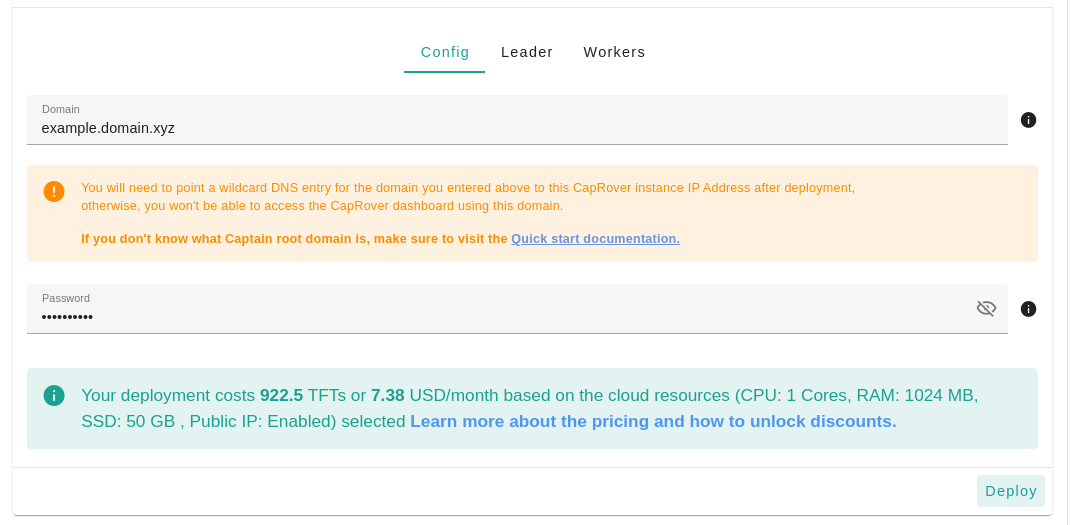 Config Leader Workers
Domain
example.domain.xyz
You will need to point a wildcard DNS entry for the domain you entered above to this CapRover instance IP Address after deployment,
otherwise, you won't be able to access the CapRover dashboard using this domain.
If you don't know what Captain root domain is, make sure to visit the Quick start documentation.
Password
••••••••••
Your deployment costs 922.5 TFTs or 7.38 USD/month based on the cloud resources (CPU: 1 Cores, RAM: 1024 MB,
SSD: 50 GB , Public IP: Enabled) selected Learn more about the pricing and how to unlock discounts.
Deploy